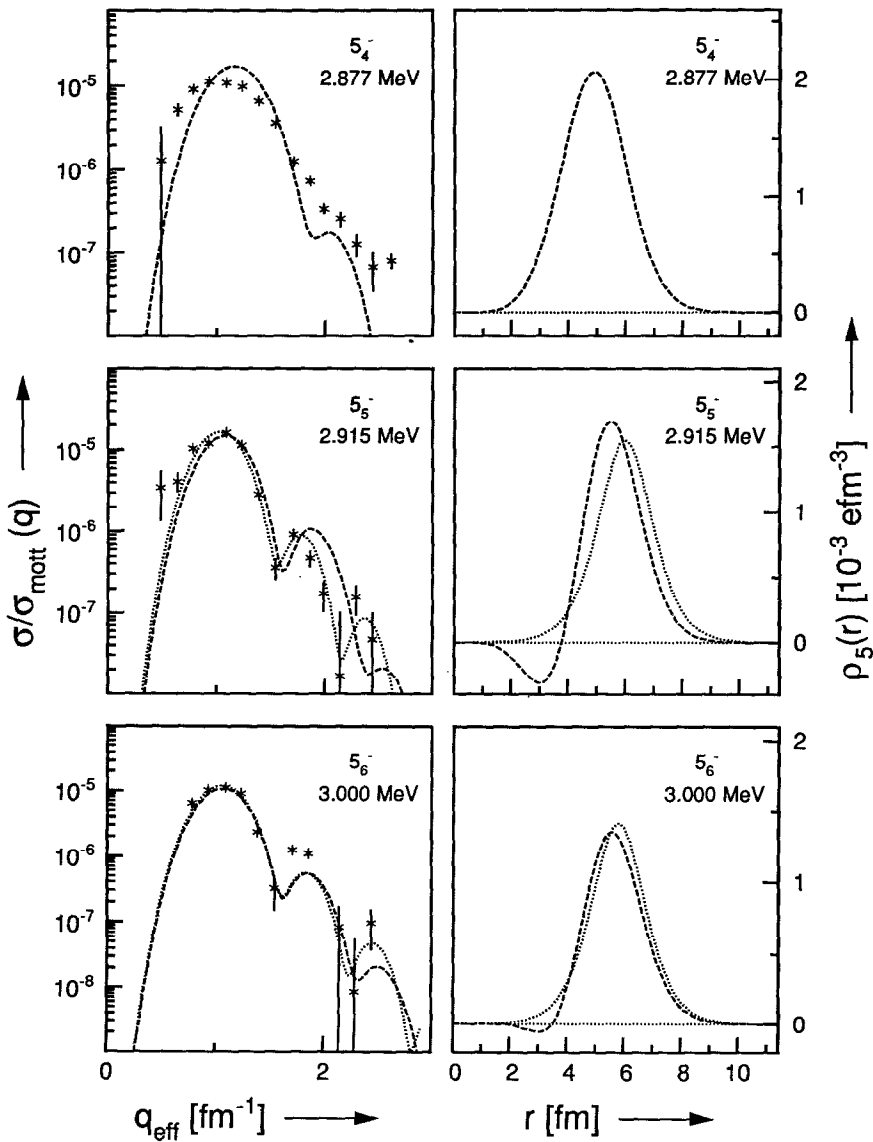 5₄⁻
2.877 MeV
10⁻⁵
10⁻⁶
10⁻⁷
5₄⁻
2.877 MeV
2
1
0
5₅⁻
2.915 MeV
10⁻⁵
10⁻⁶
10⁻⁷
5₅⁻
2.915 MeV
2
1
0
5₆⁻
3.000 MeV
10⁻⁵
10⁻⁶
10⁻⁷
10⁻⁸
5₆⁻
3.000 MeV
2
1
0
σ/σmott (q)
ρ₅(r) [10⁻³ efm⁻³]
0 2
0 2 4 6 8 10
qeff [fm⁻¹]
r [fm]